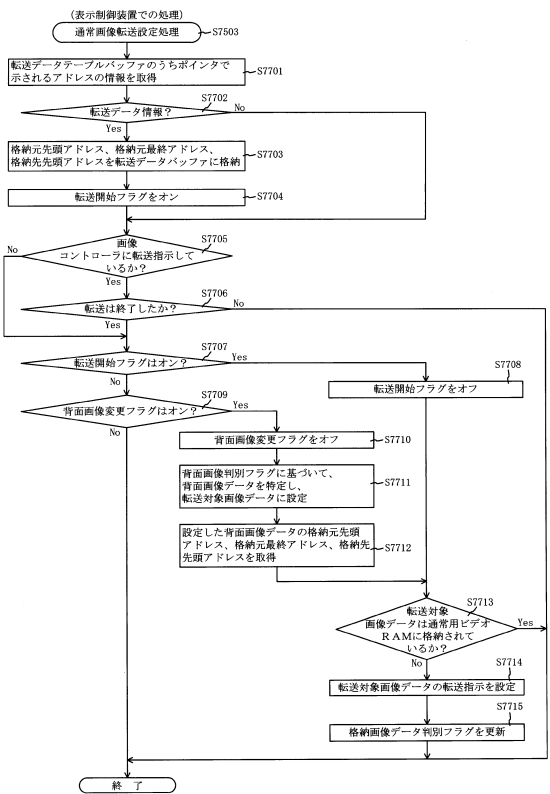 (表示制御装置での処理)
通常画像転送設定処理
S7503
転送データテーブルバッファのうちポインタで
示されるアドレスの情報を取得
S7701
転送データ情報?
S7702
No
Yes
格納元先頭アドレス、格納元最終アドレス、
格納先先頭アドレスを転送データバッファに格納
S7703
転送開始フラグをオン
S7704
画像
コントローラに転送指示して
いるか?
S7705
No
Yes
転送は終了したか?
S7706
No
Yes
転送開始フラグはオン?
S7707
Yes
No
転送開始フラグをオフ
S7708
背面画像変更フラグはオン?
S7709
Yes
No
背面画像変更フラグをオフ
S7710
背面画像判別フラグに基づいて、
背面画像データを特定し、
転送対象画像データに設定
S7711
設定した背面画像データの格納元先頭
アドレス、格納元最終アドレス、格納先
先頭アドレスを取得
S7712
転送対象
画像データは通常用ビデオ
RAMに格納されて
いるか?
S7713
Yes
No
転送対象画像データの転送指示を設定
S7714
格納画像データ判別フラグを更新
S7715
終 了